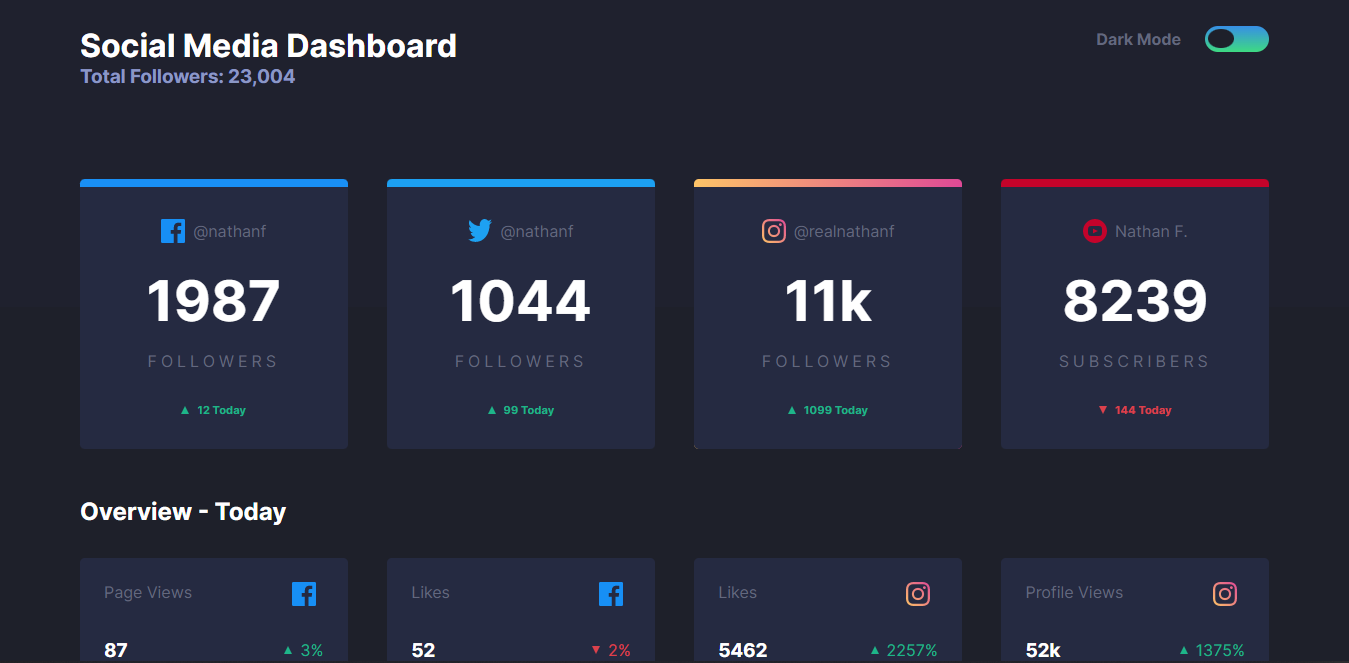 Social Media Dashboard
Total Followers: 23,004
Dark Mode
@nathanf
1987
FOLLOWERS
▲ 12 Today
@nathanf
1044
FOLLOWERS
▲ 99 Today
@realnathanf
11k
FOLLOWERS
▲ 1099 Today
Nathan F.
8239
SUBSCRIBERS
▼ 144 Today
Overview - Today
Page Views
87 ▲ 3%
Likes
52 ▼ 2%
Likes
5462 ▲ 2257%
Profile Views
52k ▲ 1375%